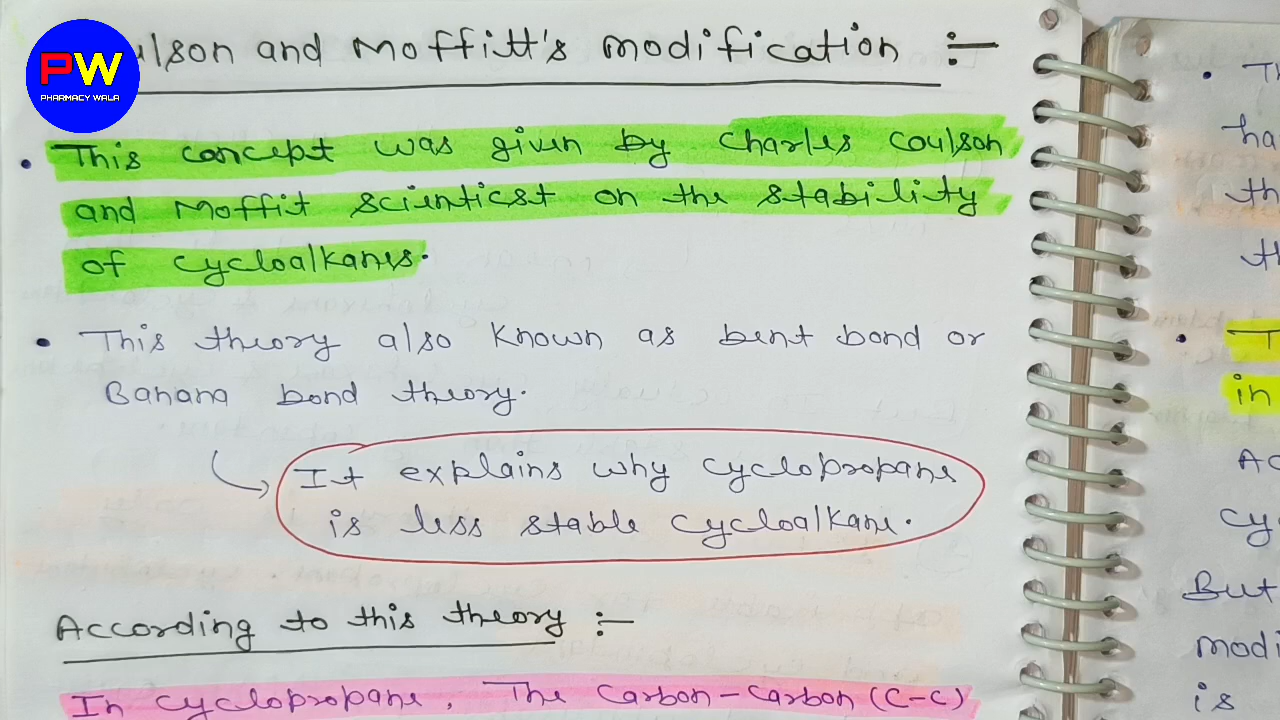 PW
PHARMACY WALA
ulson and Moffitt's modification :-
• This concept was given by Charles Coulson
and Moffit scienticst on the stability
of cycloalkanes.
• This theory also known as bent bond or
Banana bond theory.
It explains why cyclopropane
is less stable cycloalkane.
According to this theory :-
In cyclopropane, The carbon-carbon (C-C)
• Th
ha
th
th
• T
in
Ac
cy
But
modi
is